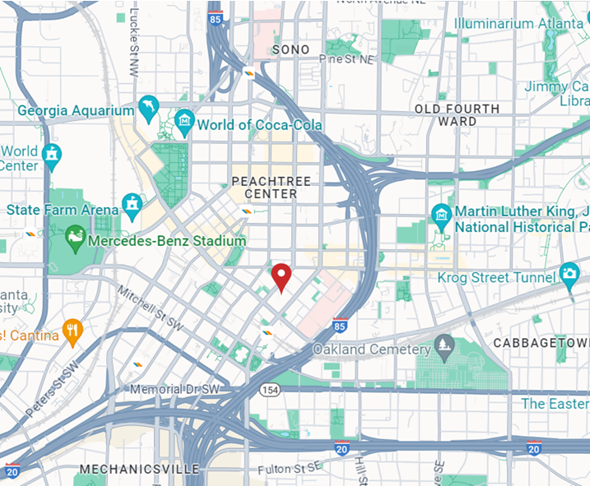 North Avenue NE
85
Illuminarium Atlanta
Luckie St NW
SONO
Pine St NE
Jimmy Ca
Libra
Georgia Aquarium
World of Coca-Cola
OLD FOURTH
WARD
World
Center
PEACHTREE
CENTER
State Farm Arena
Martin Luther King, J
National Historical Pa
Mercedes-Benz Stadium
Krog Street Tunnel
anta
sity
Mitchell St SW
85
s! Cantina
Oakland Cemetery
CABBAGETOWN
Peters St SW
Memorial Dr SW
154
The Easter
20
20
20
MECHANICSVILLE
Fulton St SE
Hill St
ve SE